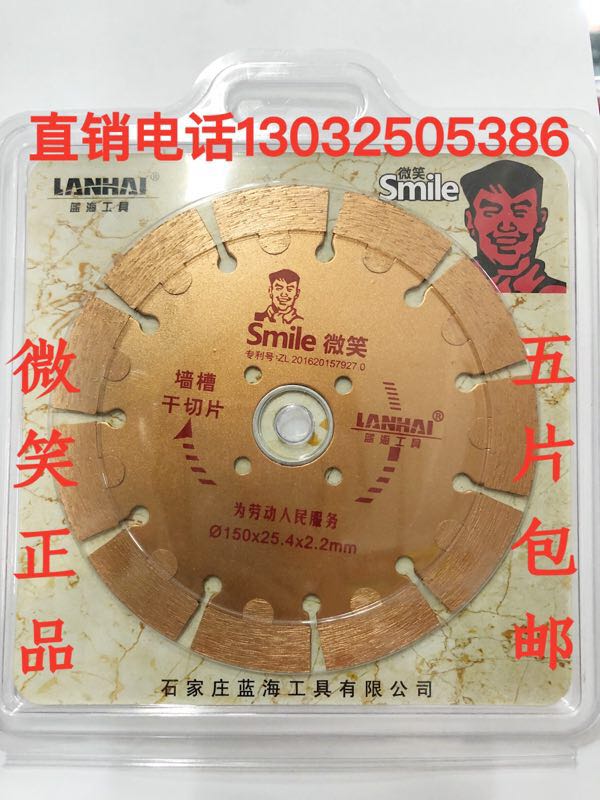 直销电话13032505386
LANHAI®
蓝海工具
微笑
Smile
微笑正品
五片包邮
Smile 微笑
专利号:ZL 201620157927.0
墙槽
干切片
LANHAI®
蓝海工具
为劳动人民服务
Ø150x25.4x2.2mm
石家庄蓝海工具有限公司